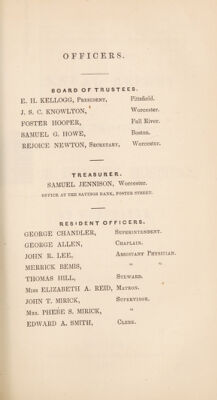 OFFICERS.
BOARD OF TRUSTEES.
E. H. KELLOGG, PRESIDENT, Pittsfield.
J. S. C. KNOWLTON, Worcester.
FOSTER HOOPER, Fall River.
SAMUEL G. HOWE, Boston.
REJOICE NEWTON, SECRETARY, Worcester.
TREASURER.
SAMUEL JENNISON, Worcester.
OFFICE AT THE SAVINGS BANK, FOSTER STREET.
RESIDENT OFFICERS.
GEORGE CHANDLER, SUPERINTENDENT.
GEORGE ALLEN, CHAPLAIN.
JOHN R. LEE, ASSISTANT PHYSICIAN.
MERRICK BEMIS, " "
THOMAS HILL, STEWARD.
MISS ELIZABETH A. REID, MATRON.
JOHN T. MIRICK, SUPERVISOR.
MRS. PHEBE S. MIRICK, "
EDWARD A. SMITH, CLERK.